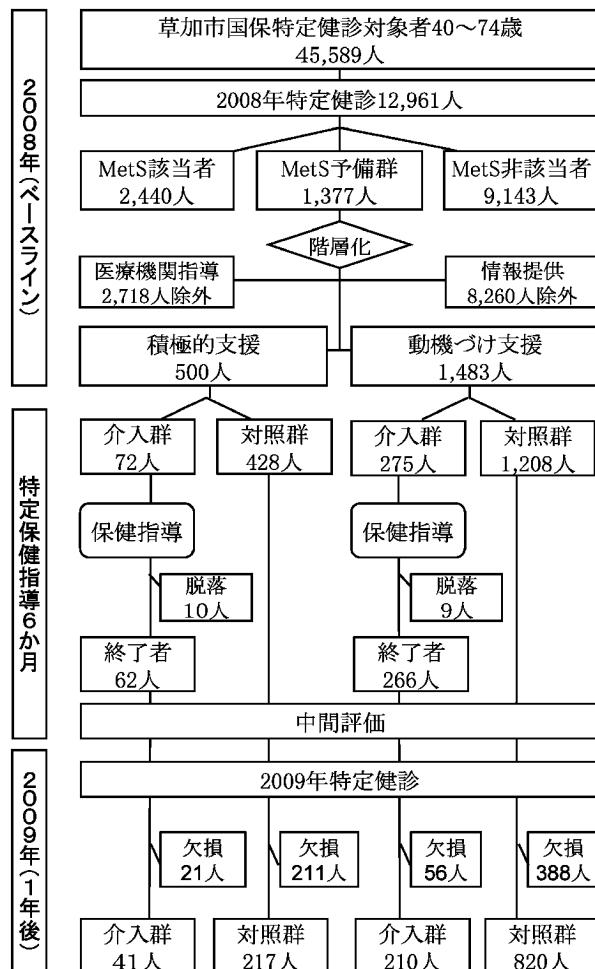 2008年(ベースライン)
草加市国保特定健診対象者40〜74歳
45,589人
2008年特定健診12,961人
MetS該当者
2,440人
MetS予備群
1,377人
MetS非該当者
9,143人
階層化
医療機関指導
2,718人除外
情報提供
8,260人除外
積極的支援
500人
動機づけ支援
1,483人
特定保健指導6か月
介入群
72人
対照群
428人
介入群
275人
対照群
1,208人
保健指導
保健指導
脱落
10人
脱落
9人
終了者
62人
終了者
266人
中間評価
2009年(1年後)
2009年特定健診
欠損
21人
欠損
211人
欠損
56人
欠損
388人
介入群
41人
対照群
217人
介入群
210人
対照群
820人